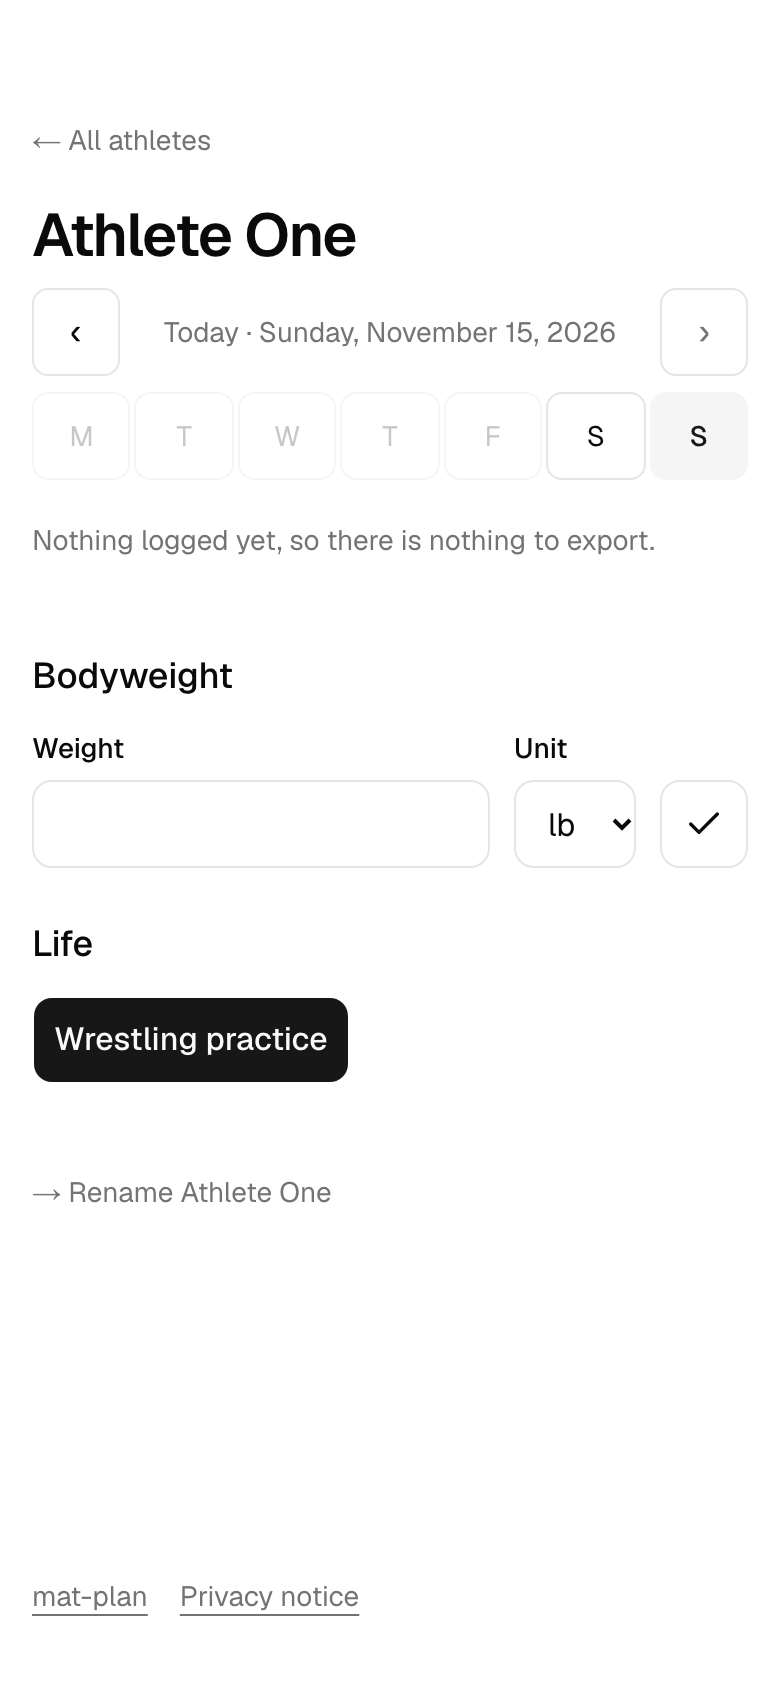 ← All athletes
Athlete One
‹ Today · Sunday, November 15, 2026 ›
M T W T F S S
Nothing logged yet, so there is nothing to export.
Bodyweight
Weight Unit
lb
Life
Wrestling practice
→ Rename Athlete One
mat-plan Privacy notice